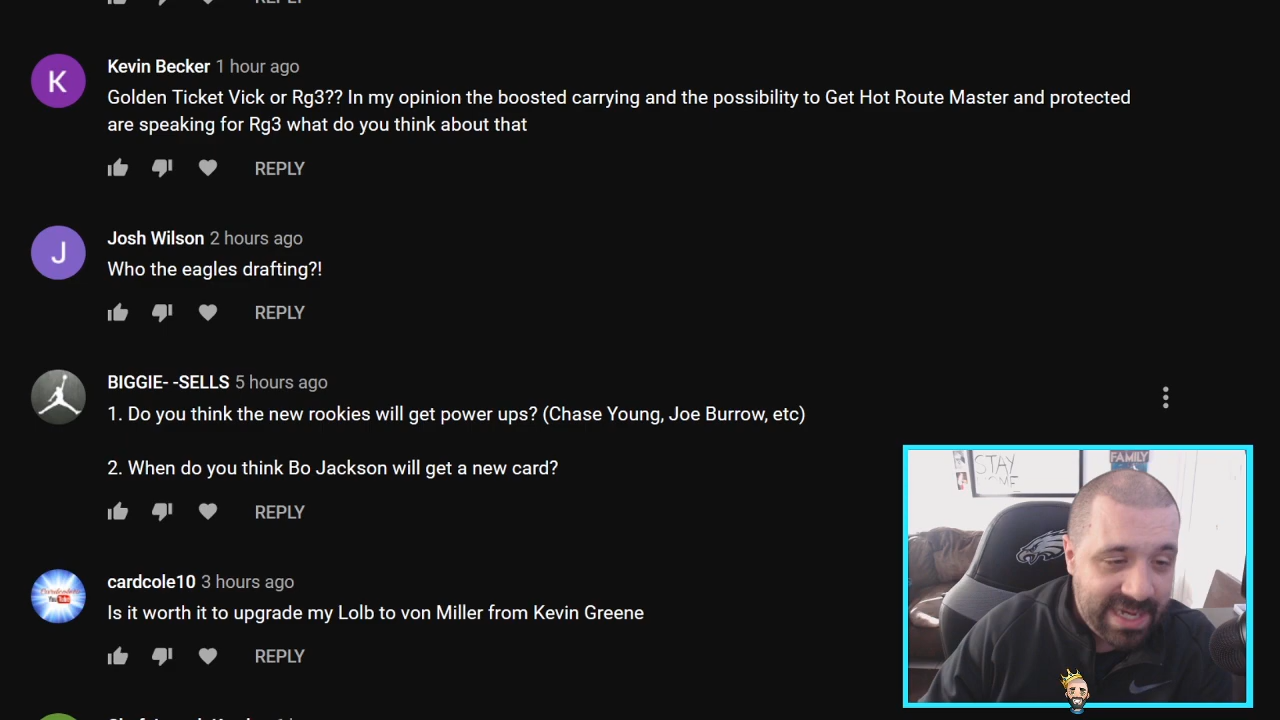 REPLY
Kevin Becker 1 hour ago
Golden Ticket Vick or Rg3?? In my opinion the boosted carrying and the possibility to Get Hot Route Master and protected
are speaking for Rg3 what do you think about that
REPLY
Josh Wilson 2 hours ago
Who the eagles drafting?!
REPLY
BIGGIE- -SELLS 5 hours ago
1. Do you think the new rookies will get power ups? (Chase Young, Joe Burrow, etc)
2. When do you think Bo Jackson will get a new card?
REPLY
cardcole10 3 hours ago
Is it worth it to upgrade my Lolb to von Miller from Kevin Greene
REPLY
K
J
STAY
FAMILY